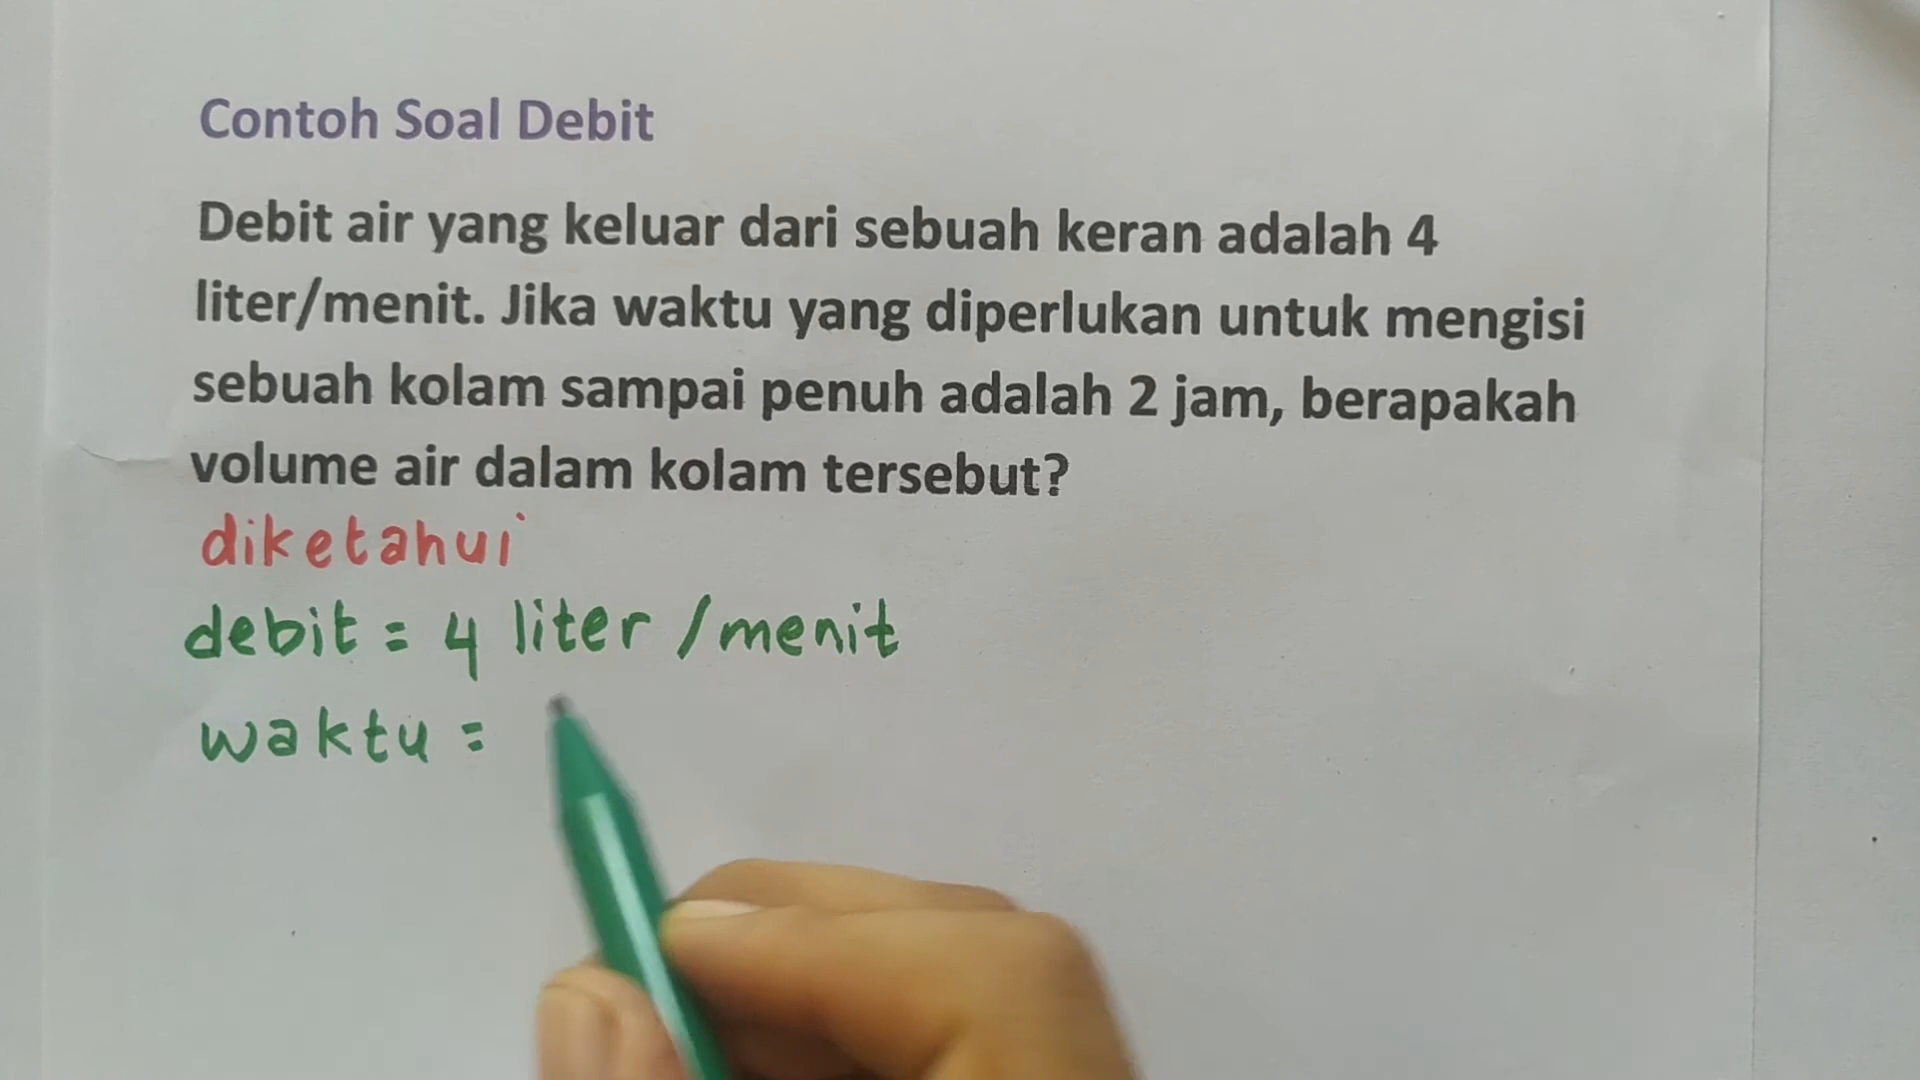 Contoh Soal Debit
Debit air yang keluar dari sebuah keran adalah 4
liter/menit. Jika waktu yang diperlukan untuk mengisi
sebuah kolam sampai penuh adalah 2 jam, berapakah
volume air dalam kolam tersebut?
diketahui
debit = 4 liter /menit
waktu =